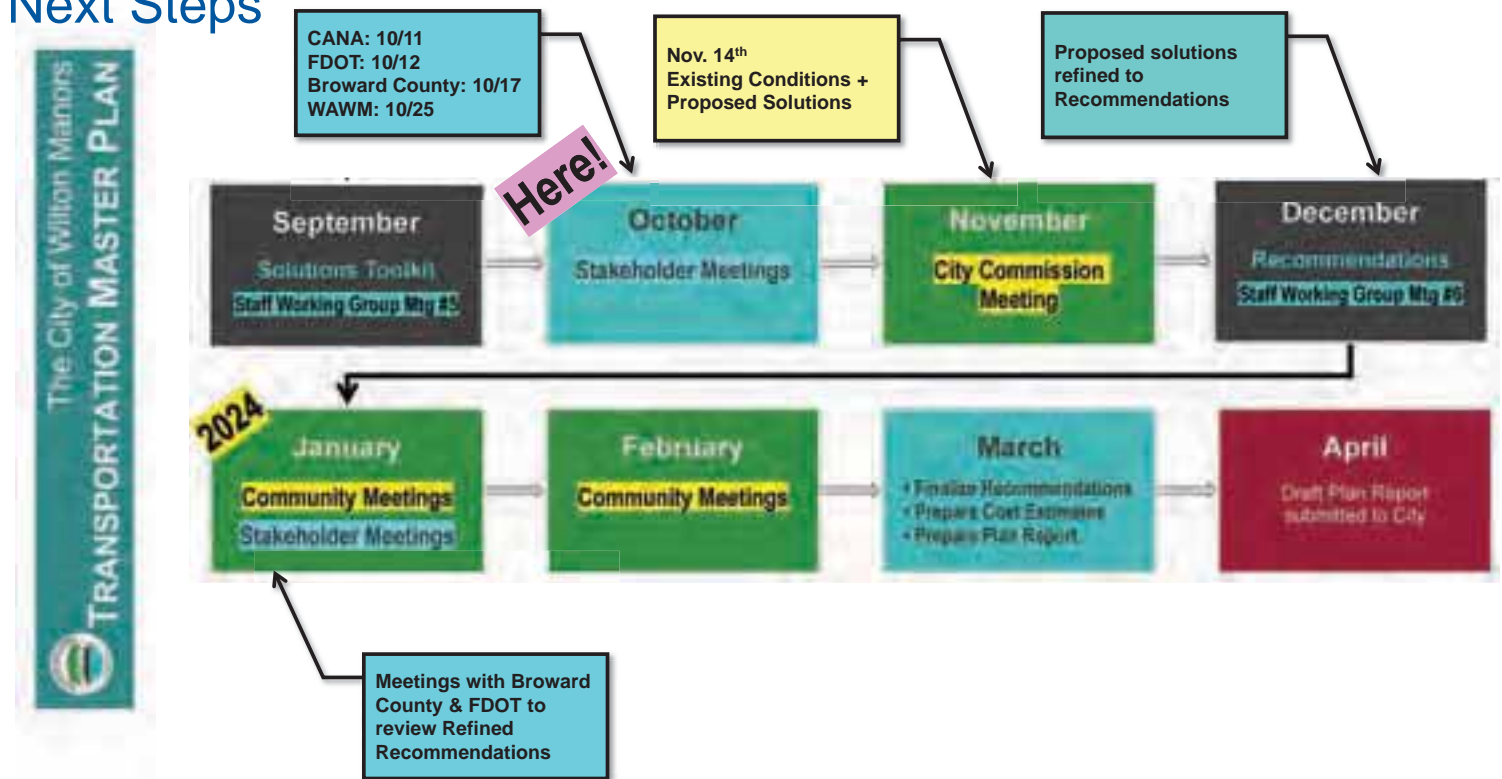 Next Steps
The City of Wilton Manors
TRANSPORTATION MASTER PLAN
CANA: 10/11
FDOT: 10/12
Broward County: 10/17
WAWM: 10/25
Nov. 14th
Existing Conditions +
Proposed Solutions
Proposed solutions
refined to
Recommendations
Here!
September
Solutions Toolkit
Staff Working Group Mtg #5
October
Stakeholder Meetings
November
City Commission
Meeting
December
Recommendations
Staff Working Group Mtg #6
2024
January
Community Meetings
Stakeholder Meetings
February
Community Meetings
March
• Finalize Recommendations
• Prepare Cost Estimates
• Prepare Plan Report
April
Draft Plan Report
submitted to City
Meetings with Broward
County & FDOT to
review Refined
Recommendations